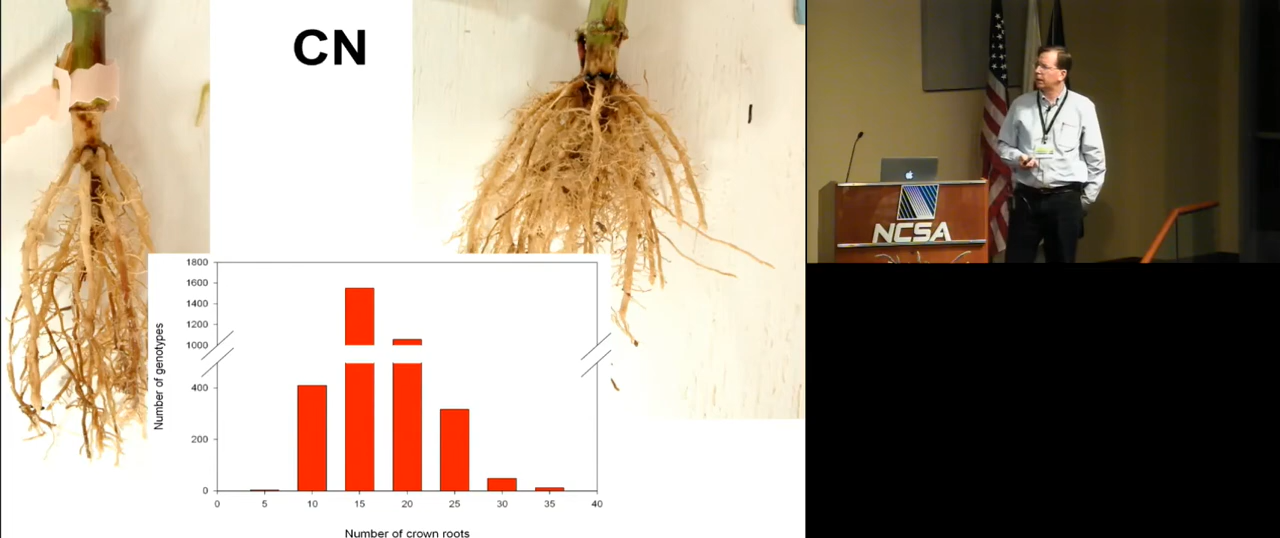 CN
1800
1600
1400
1200
1000
400
200
0
Number of genotypes
0 5 10 15 20 25 30 35 40
Number of crown roots
NCSA